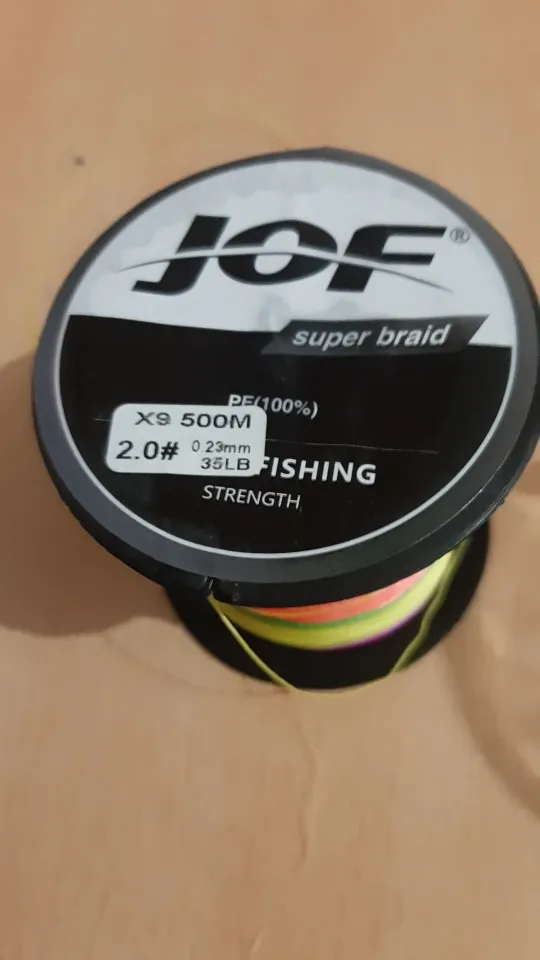 JOF®
super braid
PE(100%)
X9 500M
2.0# 0.23mm
35LB
FISHING
STRENGTH